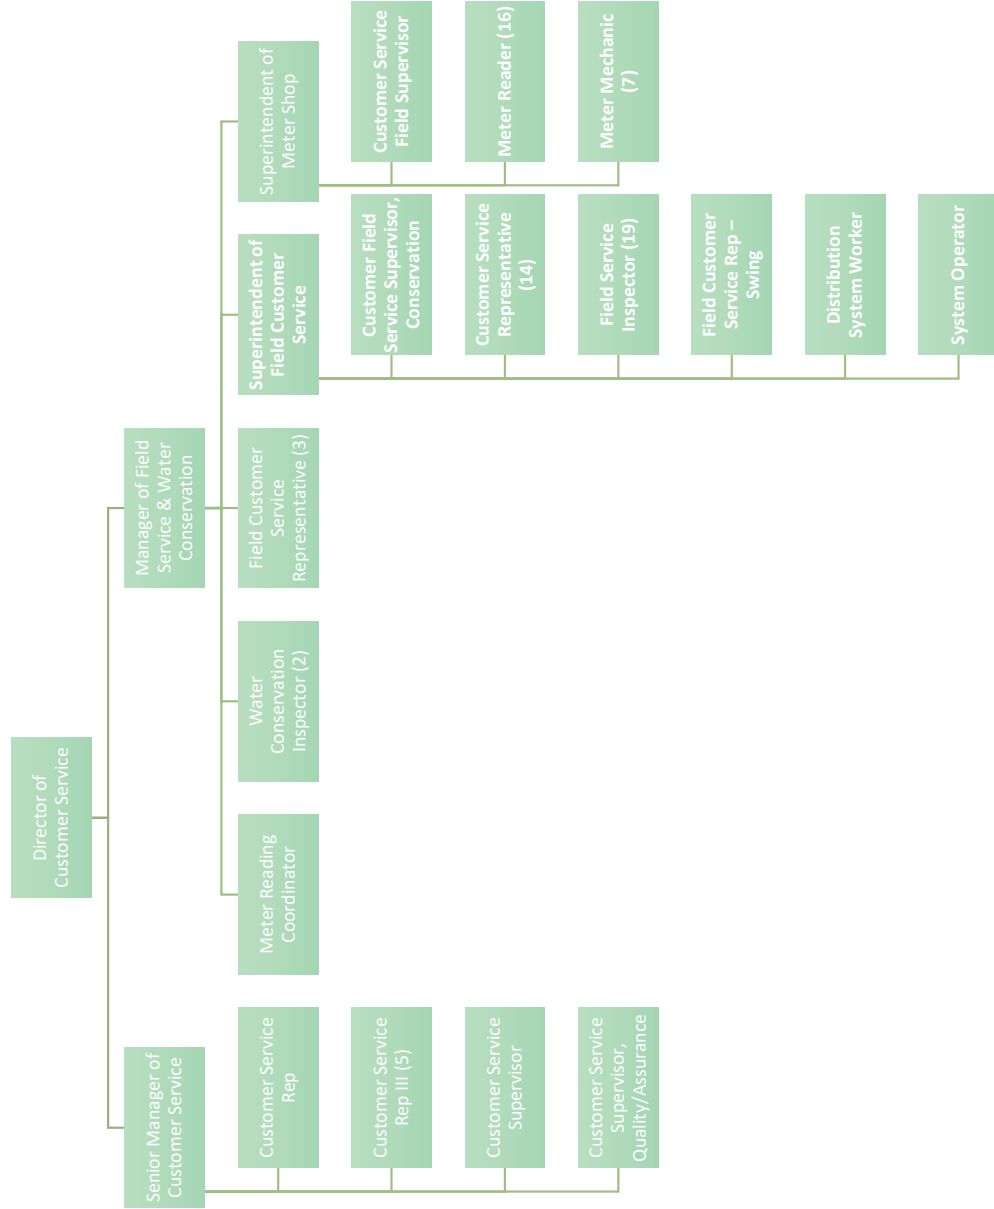 Director of
Customer Service
Senior Manager of
Customer Service
Manager of Field
Service & Water
Conservation
Customer Service
Rep
Customer Service
Rep III (5)
Customer Service
Supervisor
Customer Service
Supervisor,
Quality/Assurance
Meter Reading
Coordinator
Water
Conservation
Inspector (2)
Field Customer
Service
Representative (3)
Superintendent of
Field Customer
Service
Customer Field
Service Supervisor,
Conservation
Customer Service
Representative
(14)
Field Service
Inspector (19)
Field Customer
Service Rep –
Swing
Distribution
System Worker
System Operator
Superintendent of
Meter Shop
Customer Service
Field Supervisor
Meter Reader (16)
Meter Mechanic
(7)